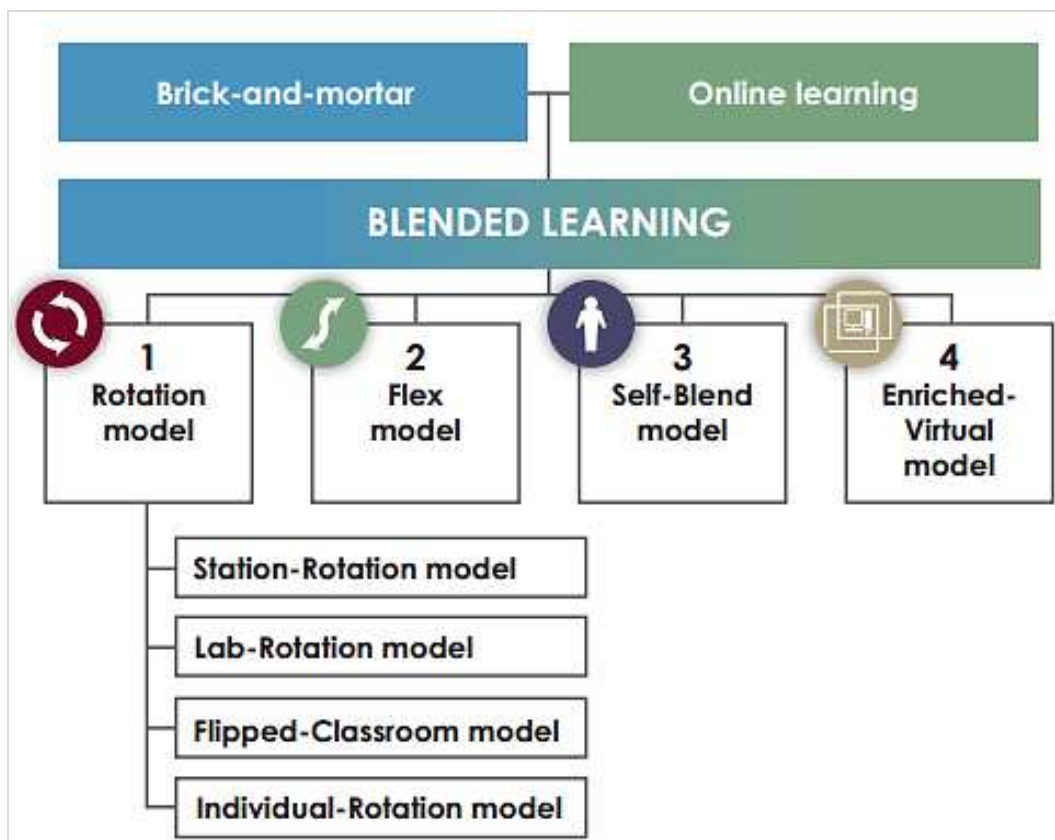 Brick-and-mortar
Online learning
BLENDED LEARNING
1
Rotation
model
2
Flex
model
3
Self-Blend
model
4
Enriched-
Virtual
model
Station-Rotation model
Lab-Rotation model
Flipped-Classroom model
Individual-Rotation model